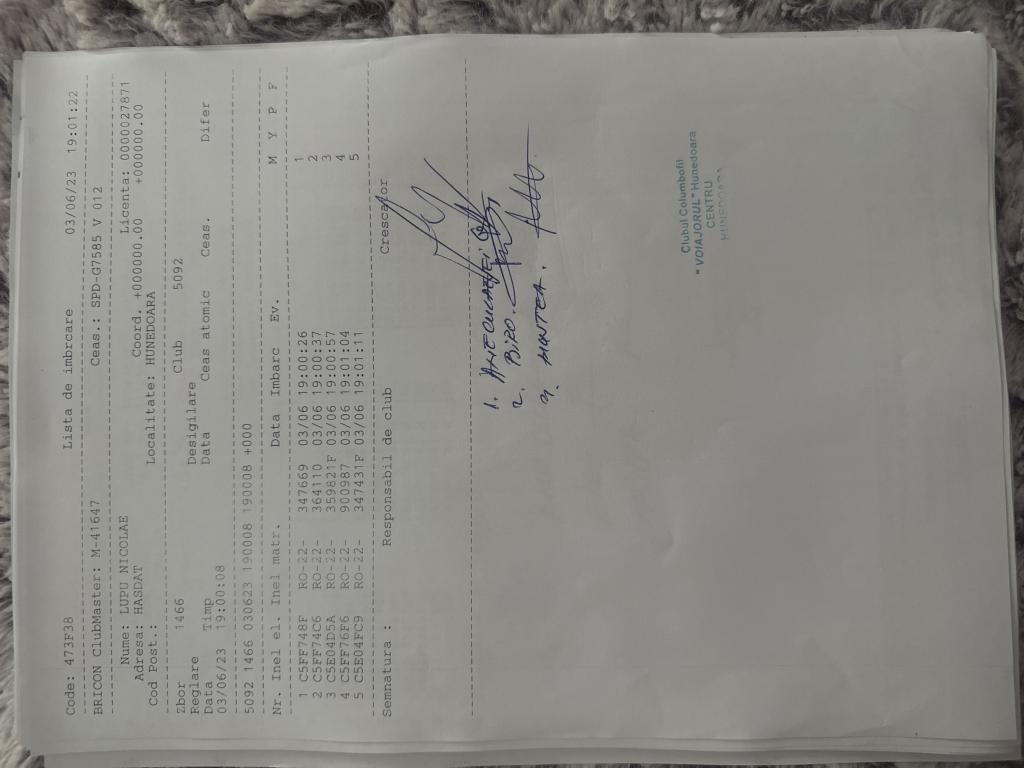 Code: 473F38 Lista de imbrcare 03/06/23 19:01:22
BRICON ClubMaster: M-41647 Ceas.: SPD-G7585 V 012
Nume: LUPU NICOLAE Licenta: 0000027871
Adresa: HASDAT Coord. +000000.00 +000000.00
Cod Post.: Localitate: HUNEDOARA
Zbor 1466 Club 5092
Reglare Desigilare
Data Timp Data Ceas atomic Ceas. Difer
03/06/23 19:00:08
5092 1466 030623 190008 190008 +000
Nr. Inel el. Inel matr. Data Imbarc Ev. M Y P F
1 C5FF748F RO-22- 347669 03/06 19:00:26 1
2 C5FF74C6 RO-22- 364110 03/06 19:00:37 2
3 C5E04D5A RO-22- 359821F 03/06 19:00:57 3
4 C5FF76F6 RO-22- 900987 03/06 19:01:04 4
5 C5E04FC9 RO-22- 347431F 03/06 19:01:11 5
Semnatura : Responsabil de club Crescator
1.
2. BIRO.
3. MUNTEA.
Clubul Columbofil
"VOIAJORUL" Hunedoara
CENTRU
HUNEDOARA